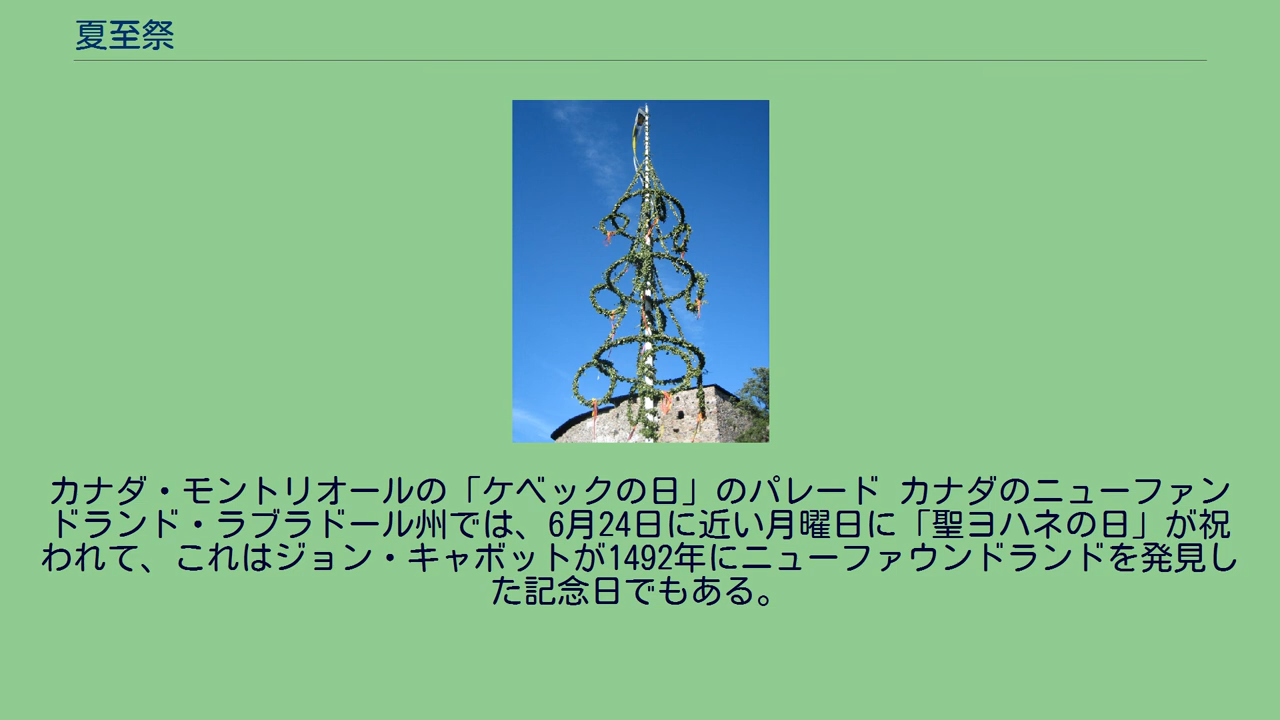 夏至祭
カナダ・モントリオールの「ケベックの日」のパレード カナダのニューファン
ドランド・ラブラドール州では、6月24日に近い月曜日に「聖ヨハネの日」が祝
われて、これはジョン・キャボットが1492年にニューファウンドランドを発見し
た記念日でもある。